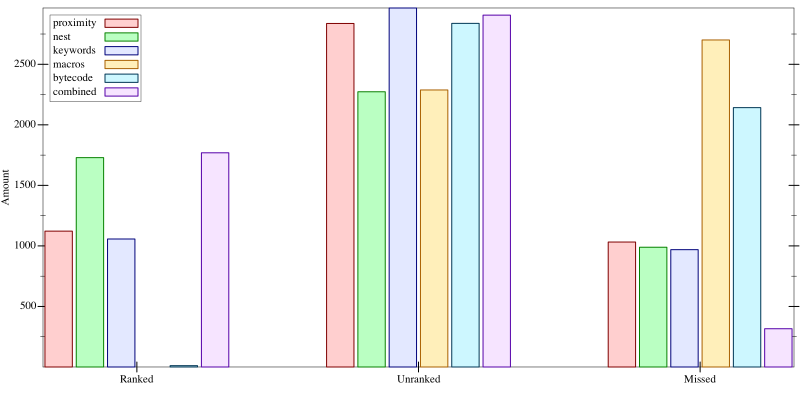 proximity
nest
keywords
macros
bytecode
combined
2500
2000
1500
1000
500
Amount
Ranked
Unranked
Missed